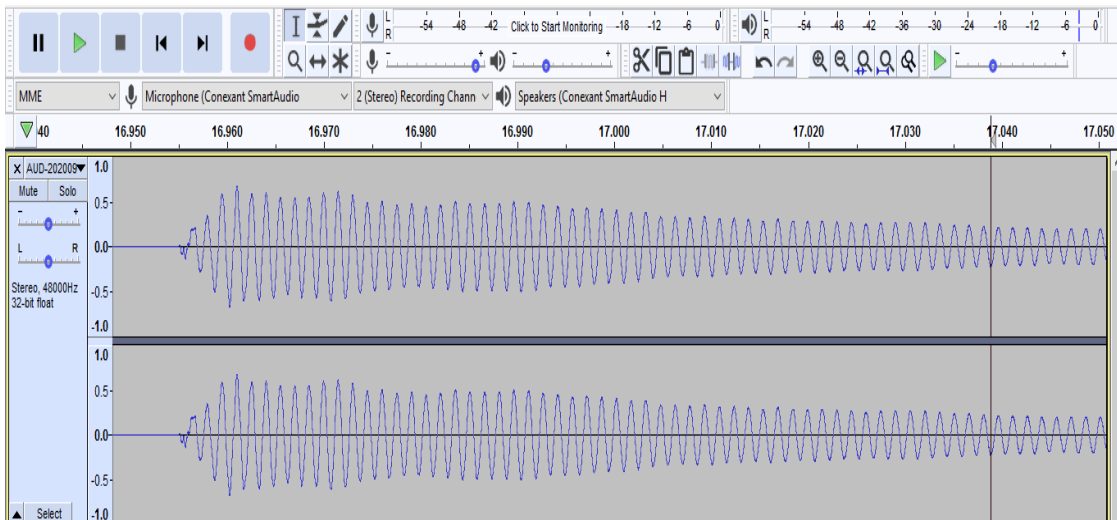 L R -54 -48 -42 Click to Start Monitoring -18 -12 -6 0 L R -54 -48 -42 -36 -30 -24 -18 -12 -6 0
- + - + - +
MME Microphone (Conexant SmartAudio 2 (Stereo) Recording Chann Speakers (Conexant SmartAudio H
40 16.950 16.960 16.970 16.980 16.990 17.000 17.010 17.020 17.030 17.040 17.050
X AUD-202009 1.0
Mute Solo
- + 0.5
L R 0.0
Stereo, 48000Hz -0.5
32-bit float
-1.0
1.0
0.5
0.0
-0.5
Select -1.0